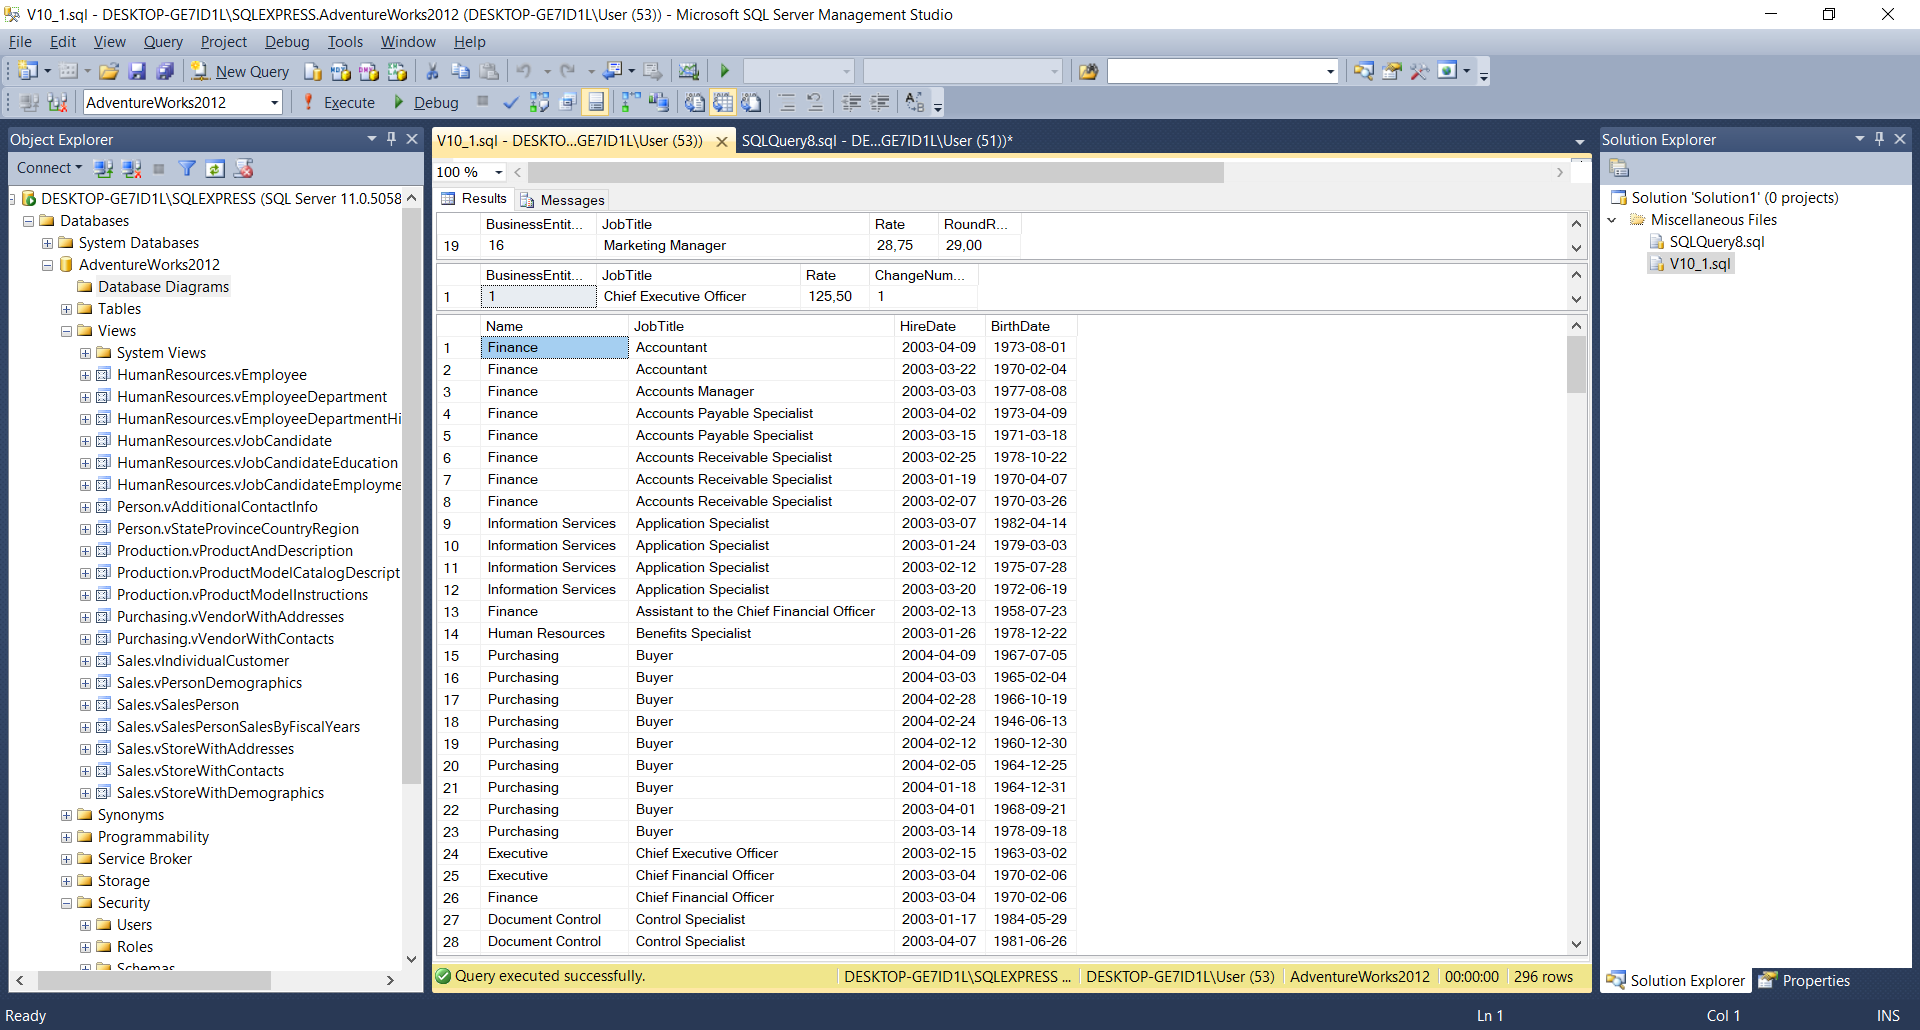 V10_1.sql - DESKTOP-GE7ID1L\SQLEXPRESS.AdventureWorks2012 (DESKTOP-GE7ID1L\User (53)) - Microsoft SQL Server Management Studio
File Edit View Query Project Debug Tools Window Help
New Query
AdventureWorks2012 Execute Debug
Object Explorer
Connect
DESKTOP-GE7ID1L\SQLEXPRESS (SQL Server 11.0.5058
Databases
System Databases
AdventureWorks2012
Database Diagrams
Tables
Views
System Views
HumanResources.vEmployee
HumanResources.vEmployeeDepartment
HumanResources.vEmployeeDepartmentHi
HumanResources.vJobCandidate
HumanResources.vJobCandidateEducation
HumanResources.vJobCandidateEmployme
Person.vAdditionalContactInfo
Person.vStateProvinceCountryRegion
Production.vProductAndDescription
Production.vProductModelCatalogDescript
Production.vProductModelInstructions
Purchasing.vVendorWithAddresses
Purchasing.vVendorWithContacts
Sales.vIndividualCustomer
Sales.vPersonDemographics
Sales.vSalesPerson
Sales.vSalesPersonSalesByFiscalYears
Sales.vStoreWithAddresses
Sales.vStoreWithContacts
Sales.vStoreWithDemographics
Synonyms
Programmability
Service Broker
Storage
Security
Users
Roles
Schemas
V10_1.sql - DESKTO...GE7ID1L\User (53)) SQLQuery8.sql - DE...GE7ID1L\User (51))*
100 %
Results Messages
BusinessEntit... JobTitle Rate RoundR...
19 16 Marketing Manager 28,75 29,00
BusinessEntit... JobTitle Rate ChangeNum...
1 1 Chief Executive Officer 125,50 1
Name JobTitle HireDate BirthDate
1 Finance Accountant 2003-04-09 1973-08-01
2 Finance Accountant 2003-03-22 1970-02-04
3 Finance Accounts Manager 2003-03-03 1977-08-08
4 Finance Accounts Payable Specialist 2003-04-02 1973-04-09
5 Finance Accounts Payable Specialist 2003-03-15 1971-03-18
6 Finance Accounts Receivable Specialist 2003-02-25 1978-10-22
7 Finance Accounts Receivable Specialist 2003-01-19 1970-04-07
8 Finance Accounts Receivable Specialist 2003-02-07 1970-03-26
9 Information Services Application Specialist 2003-03-07 1982-04-14
10 Information Services Application Specialist 2003-01-24 1979-03-03
11 Information Services Application Specialist 2003-02-12 1975-07-28
12 Information Services Application Specialist 2003-03-20 1972-06-19
13 Finance Assistant to the Chief Financial Officer 2003-02-13 1958-07-23
14 Human Resources Benefits Specialist 2003-01-26 1978-12-22
15 Purchasing Buyer 2004-04-09 1967-07-05
16 Purchasing Buyer 2004-03-03 1965-02-04
17 Purchasing Buyer 2004-02-28 1966-10-19
18 Purchasing Buyer 2004-02-24 1946-06-13
19 Purchasing Buyer 2004-02-12 1960-12-30
20 Purchasing Buyer 2004-02-05 1964-12-25
21 Purchasing Buyer 2004-01-18 1964-12-31
22 Purchasing Buyer 2003-04-01 1968-09-21
23 Purchasing Buyer 2003-03-14 1978-09-18
24 Executive Chief Executive Officer 2003-02-15 1963-03-02
25 Executive Chief Financial Officer 2003-03-04 1970-02-06
26 Finance Chief Financial Officer 2003-03-04 1970-02-06
27 Document Control Control Specialist 2003-01-17 1984-05-29
28 Document Control Control Specialist 2003-04-07 1981-06-26
Query executed successfully. DESKTOP-GE7ID1L\SQLEXPRESS ... DESKTOP-GE7ID1L\User (53) AdventureWorks2012 00:00:00 296 rows
Solution Explorer
Solution 'Solution1' (0 projects)
Miscellaneous Files
SQLQuery8.sql
V10_1.sql
Solution Explorer Properties
Ready Ln 1 Col 1 INS